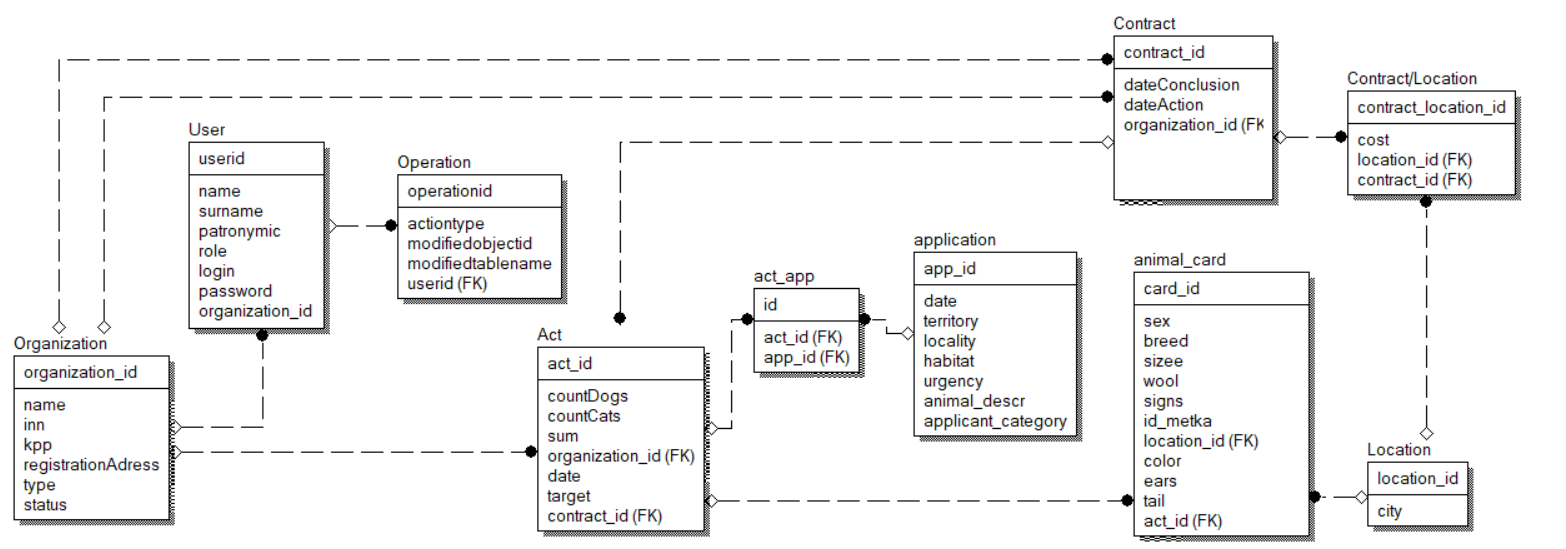 Contract
contract_id
dateConclusion
dateAction
organization_id (FK
Contract/Location
contract_location_id
cost
location_id (FK)
contract_id (FK)
User
userid
name
surname
patronymic
role
login
password
organization_id
Operation
operationid
actiontype
modifiedobjectid
modifiedtablename
userid (FK)
application
app_id
date
territory
locality
habitat
urgency
animal_descr
applicant_category
animal_card
card_id
sex
breed
sizee
wool
signs
id_metka
location_id (FK)
color
ears
tail
act_id (FK)
act_app
id
act_id (FK)
app_id (FK)
Organization
organization_id
name
inn
kpp
registrationAdress
type
status
Act
act_id
countDogs
countCats
sum
organization_id (FK)
date
target
contract_id (FK)
Location
location_id
city